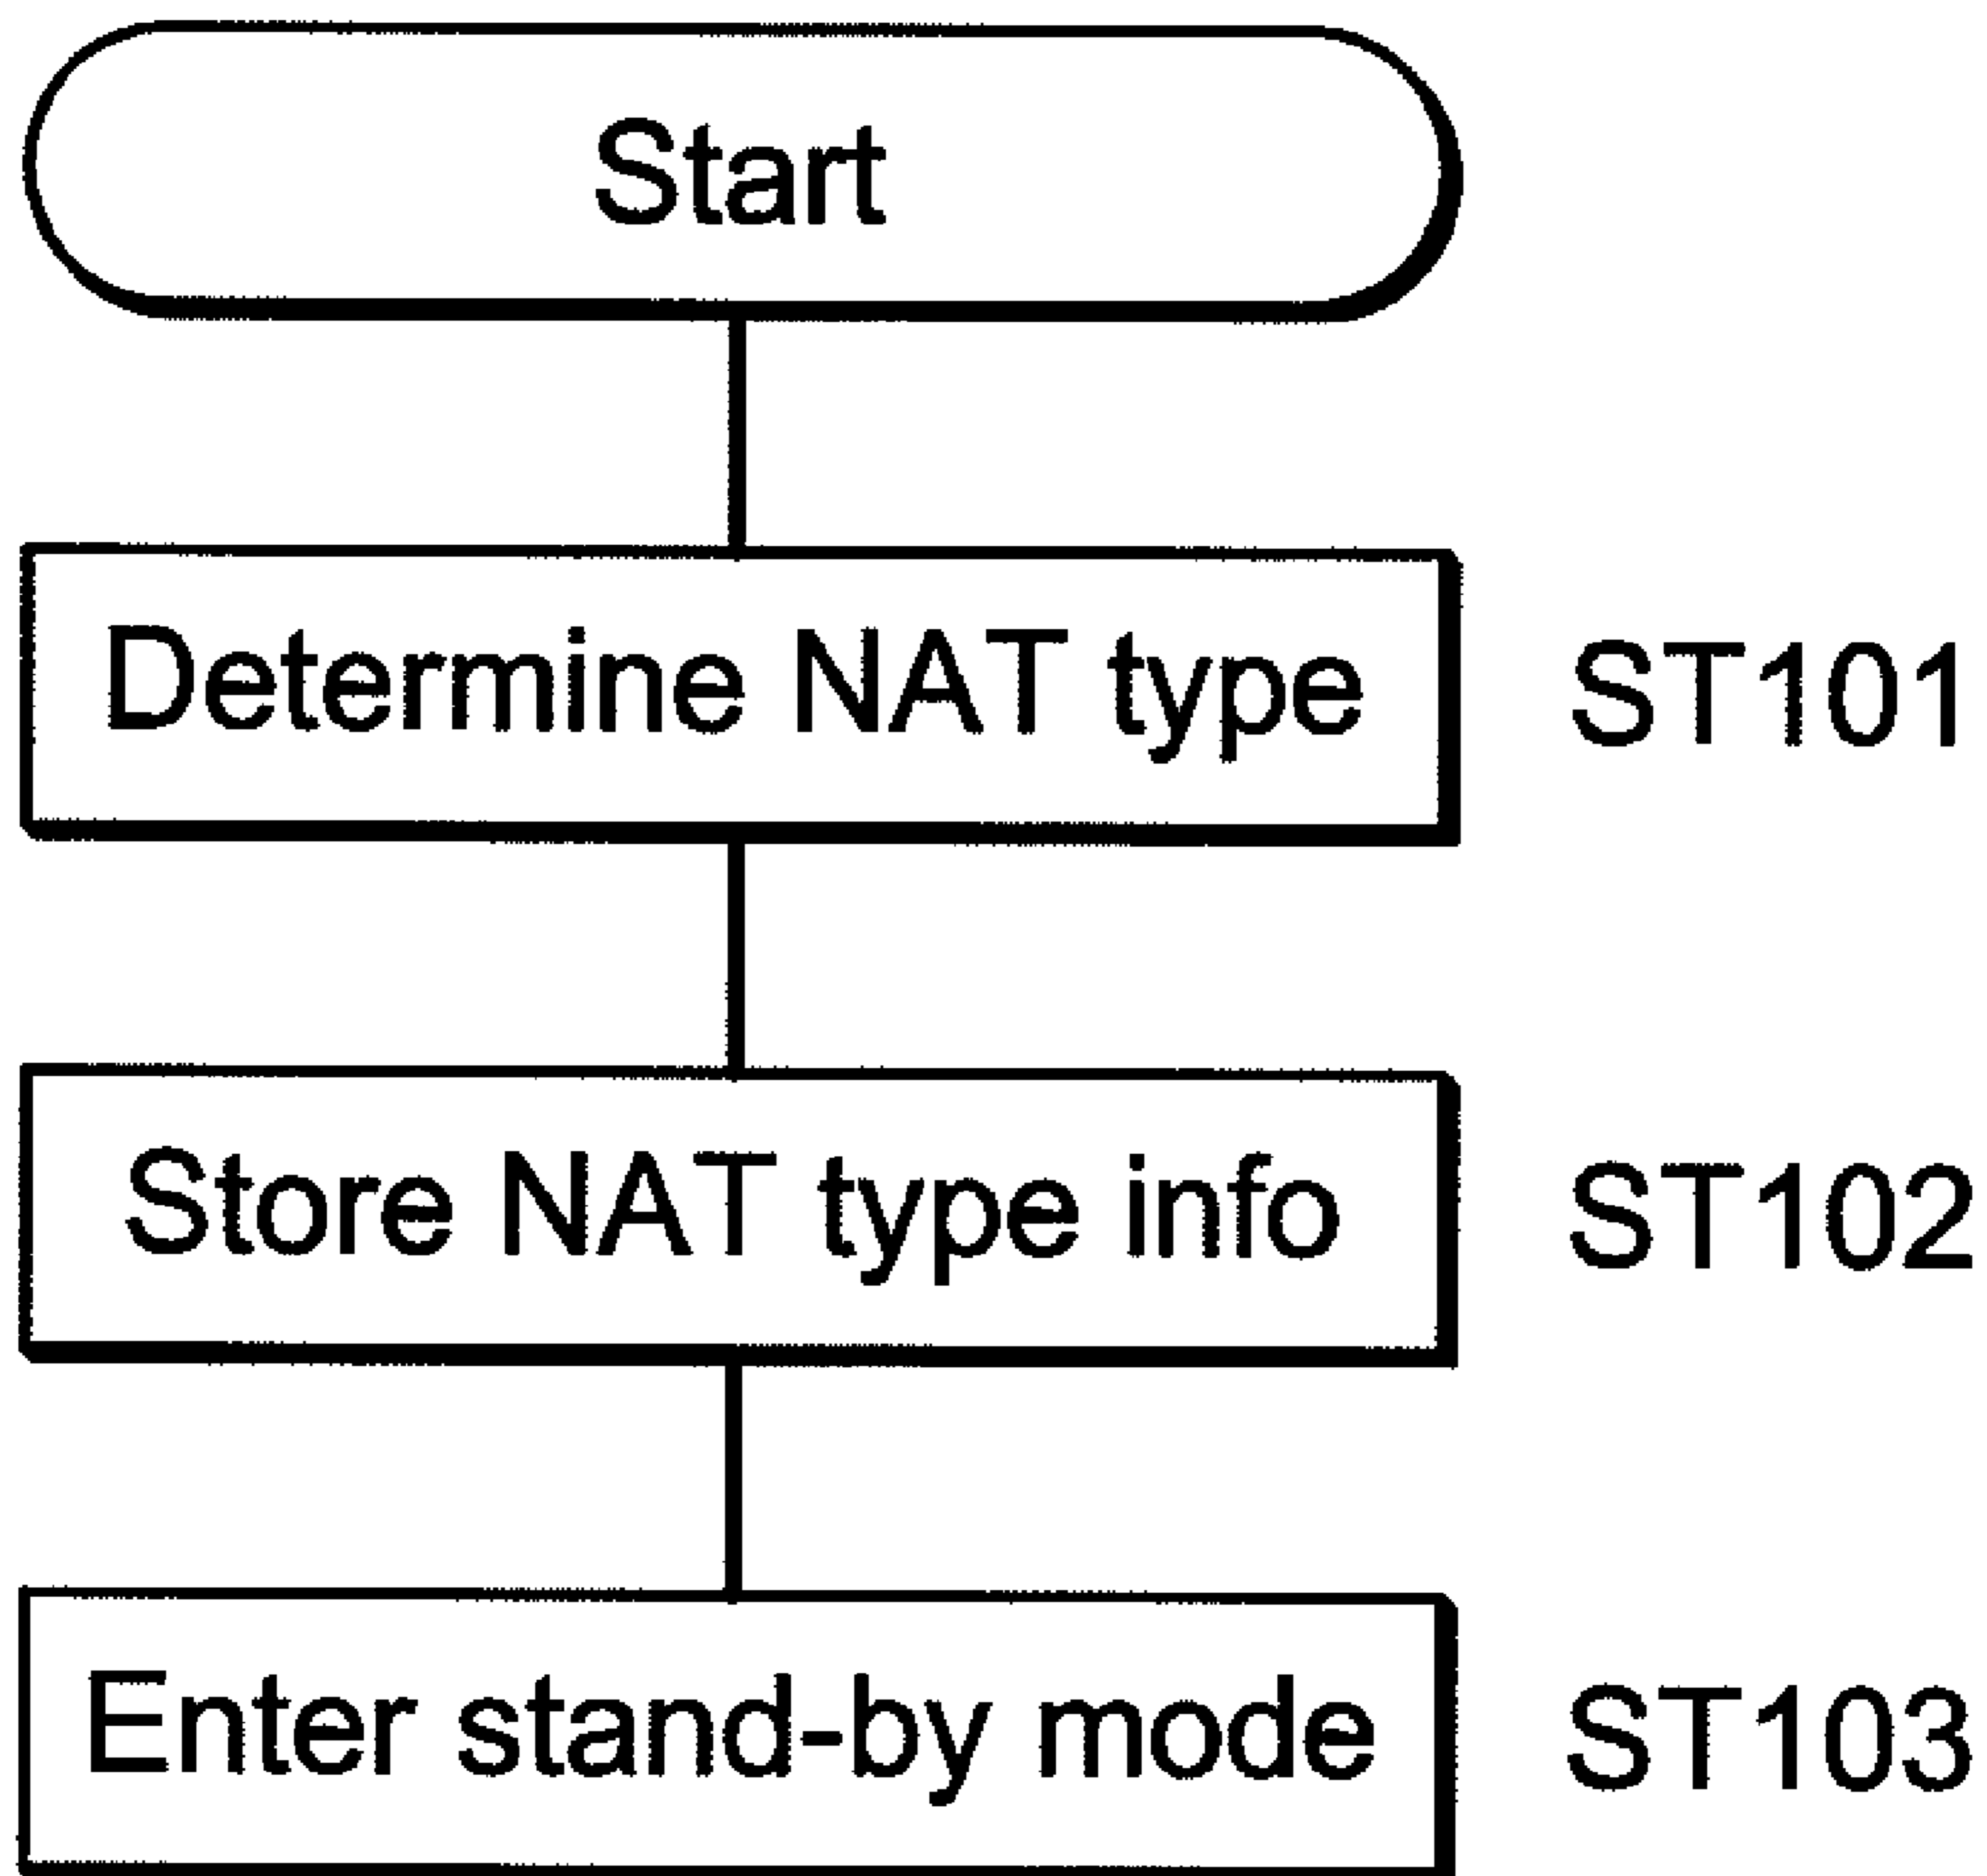 Start
Determine NAT type ST101
Store NAT type info ST102
Enter stand-by mode ST103